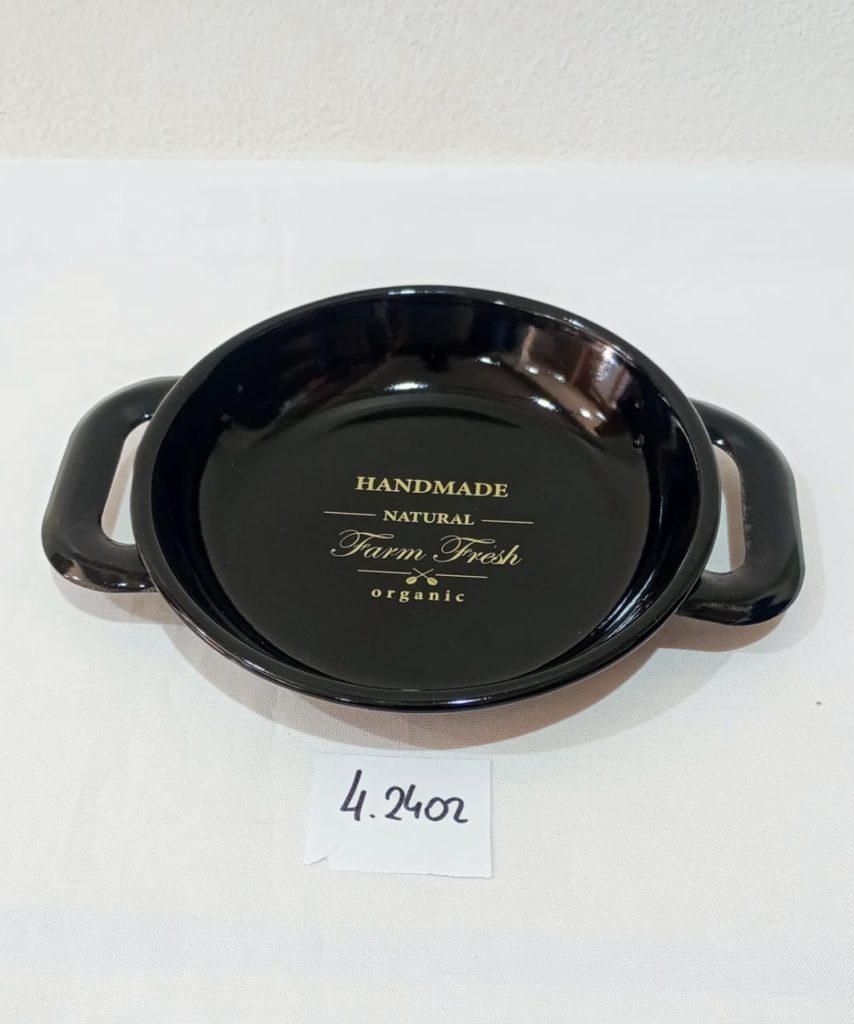 HANDMADE
NATURAL
Farm Fresh
organic
4.24oz